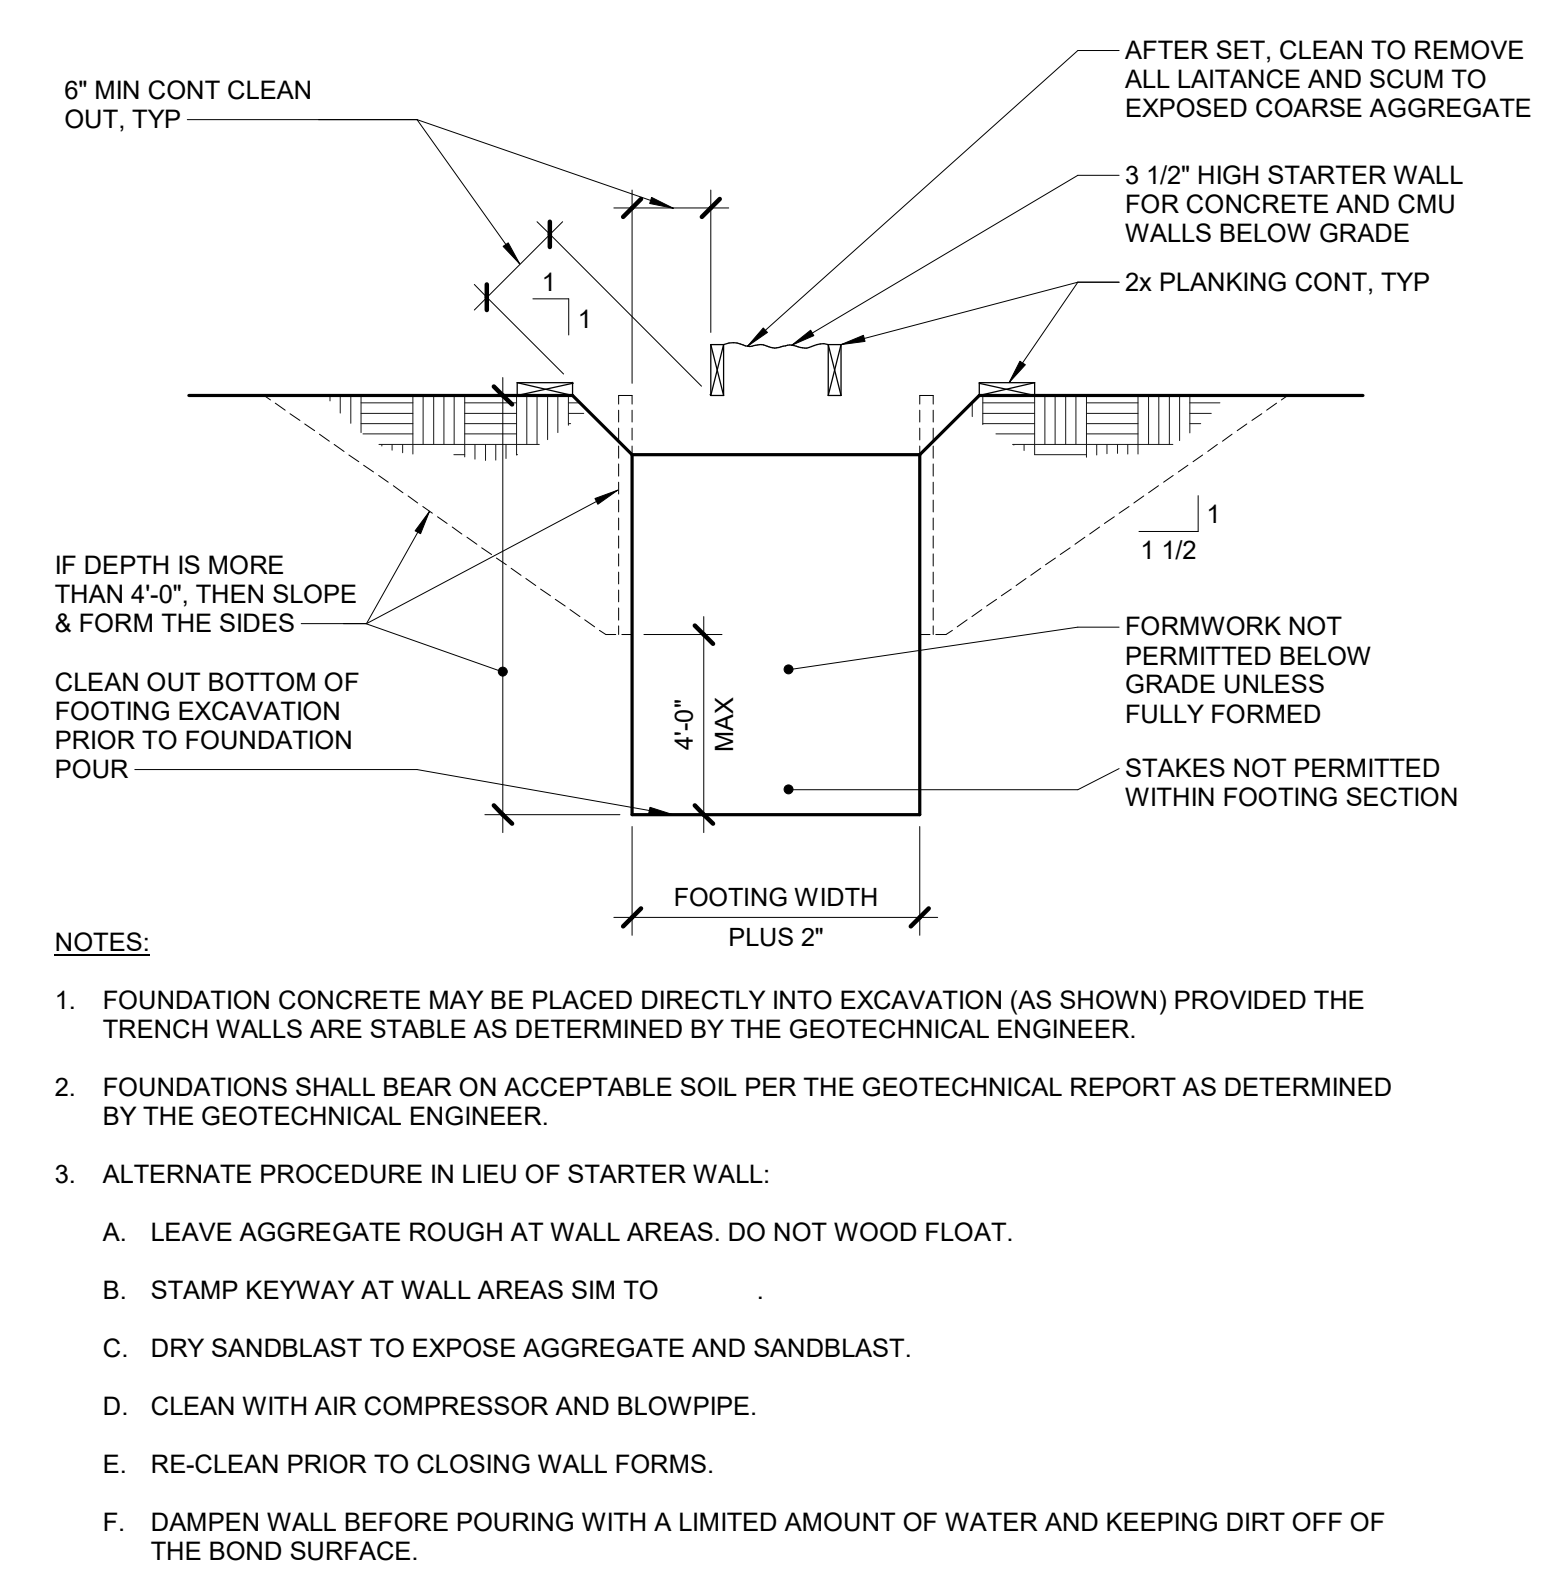 6" MIN CONT CLEAN
OUT, TYP
AFTER SET, CLEAN TO REMOVE
ALL LAITANCE AND SCUM TO
EXPOSED COARSE AGGREGATE
3 1/2" HIGH STARTER WALL
FOR CONCRETE AND CMU
WALLS BELOW GRADE
2x PLANKING CONT, TYP
1
1
1
1 1/2
IF DEPTH IS MORE
THAN 4'-0", THEN SLOPE
& FORM THE SIDES
CLEAN OUT BOTTOM OF
FOOTING EXCAVATION
PRIOR TO FOUNDATION
POUR
4'-0"
MAX
FORMWORK NOT
PERMITTED BELOW
GRADE UNLESS
FULLY FORMED
STAKES NOT PERMITTED
WITHIN FOOTING SECTION
FOOTING WIDTH
PLUS 2"
NOTES:
1. FOUNDATION CONCRETE MAY BE PLACED DIRECTLY INTO EXCAVATION (AS SHOWN) PROVIDED THE
TRENCH WALLS ARE STABLE AS DETERMINED BY THE GEOTECHNICAL ENGINEER.
2. FOUNDATIONS SHALL BEAR ON ACCEPTABLE SOIL PER THE GEOTECHNICAL REPORT AS DETERMINED
BY THE GEOTECHNICAL ENGINEER.
3. ALTERNATE PROCEDURE IN LIEU OF STARTER WALL:
A. LEAVE AGGREGATE ROUGH AT WALL AREAS. DO NOT WOOD FLOAT.
B. STAMP KEYWAY AT WALL AREAS SIM TO .
C. DRY SANDBLAST TO EXPOSE AGGREGATE AND SANDBLAST.
D. CLEAN WITH AIR COMPRESSOR AND BLOWPIPE.
E. RE-CLEAN PRIOR TO CLOSING WALL FORMS.
F. DAMPEN WALL BEFORE POURING WITH A LIMITED AMOUNT OF WATER AND KEEPING DIRT OFF OF
THE BOND SURFACE.